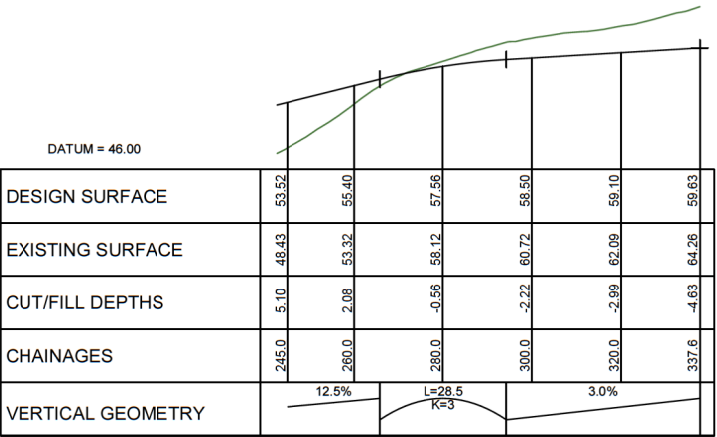 DATUM = 46.00
DESIGN SURFACE 53.52 55.40 57.56 58.50 59.10 59.63
EXISTING SURFACE 48.43 53.32 58.12 60.72 62.09 64.26
CUT/FILL DEPTHS 5.10 2.08 -0.56 -2.22 -2.99 -4.63
CHAINAGES 245.0 260.0 280.0 300.0 320.0 337.6
12.5% L=28.5 3.0%
K=3
VERTICAL GEOMETRY